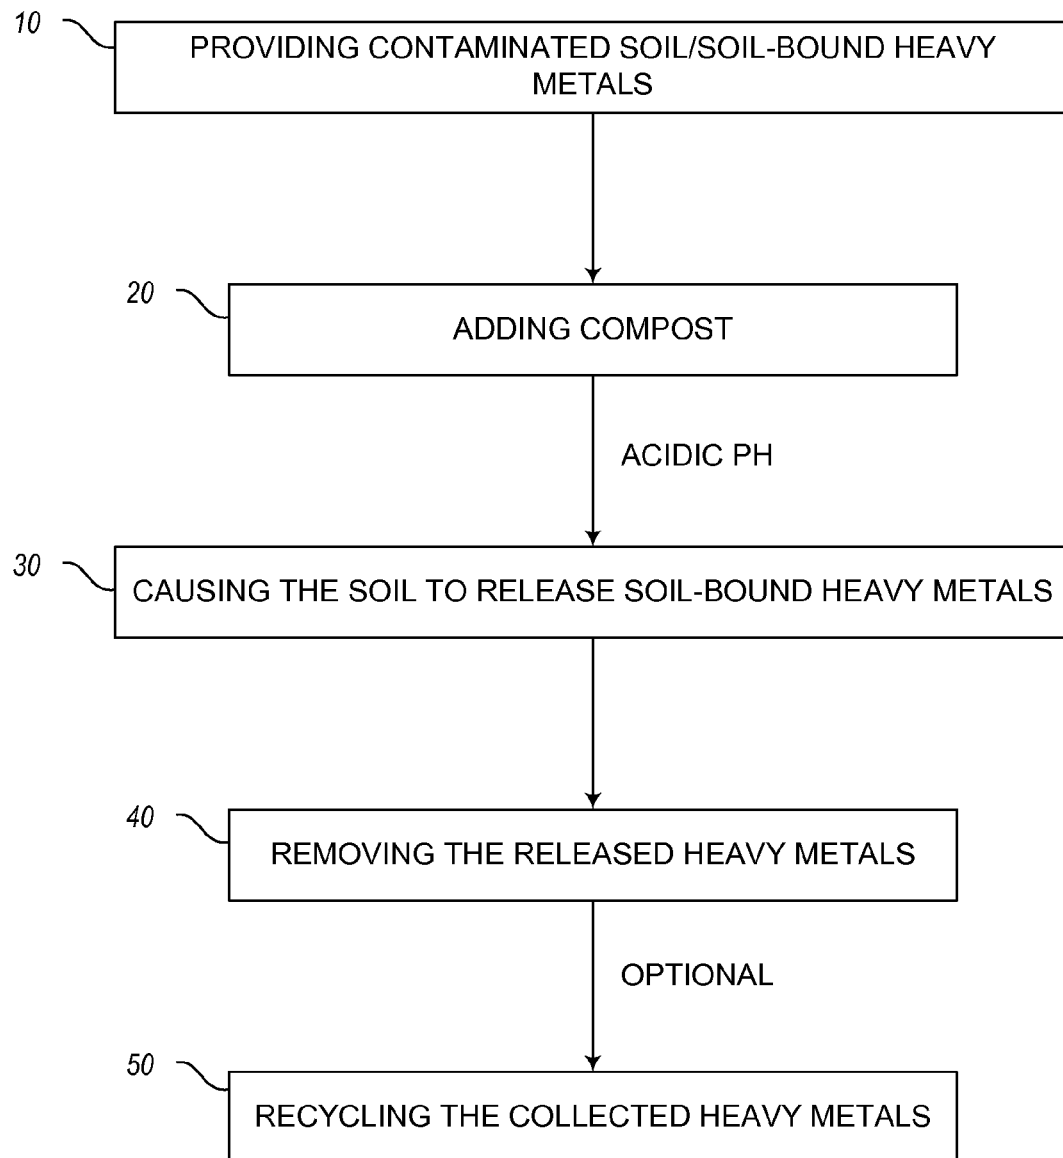 10
PROVIDING CONTAMINATED SOIL/SOIL-BOUND HEAVY
METALS
20
ADDING COMPOST
ACIDIC PH
30
CAUSING THE SOIL TO RELEASE SOIL-BOUND HEAVY METALS
40
REMOVING THE RELEASED HEAVY METALS
OPTIONAL
50
RECYCLING THE COLLECTED HEAVY METALS